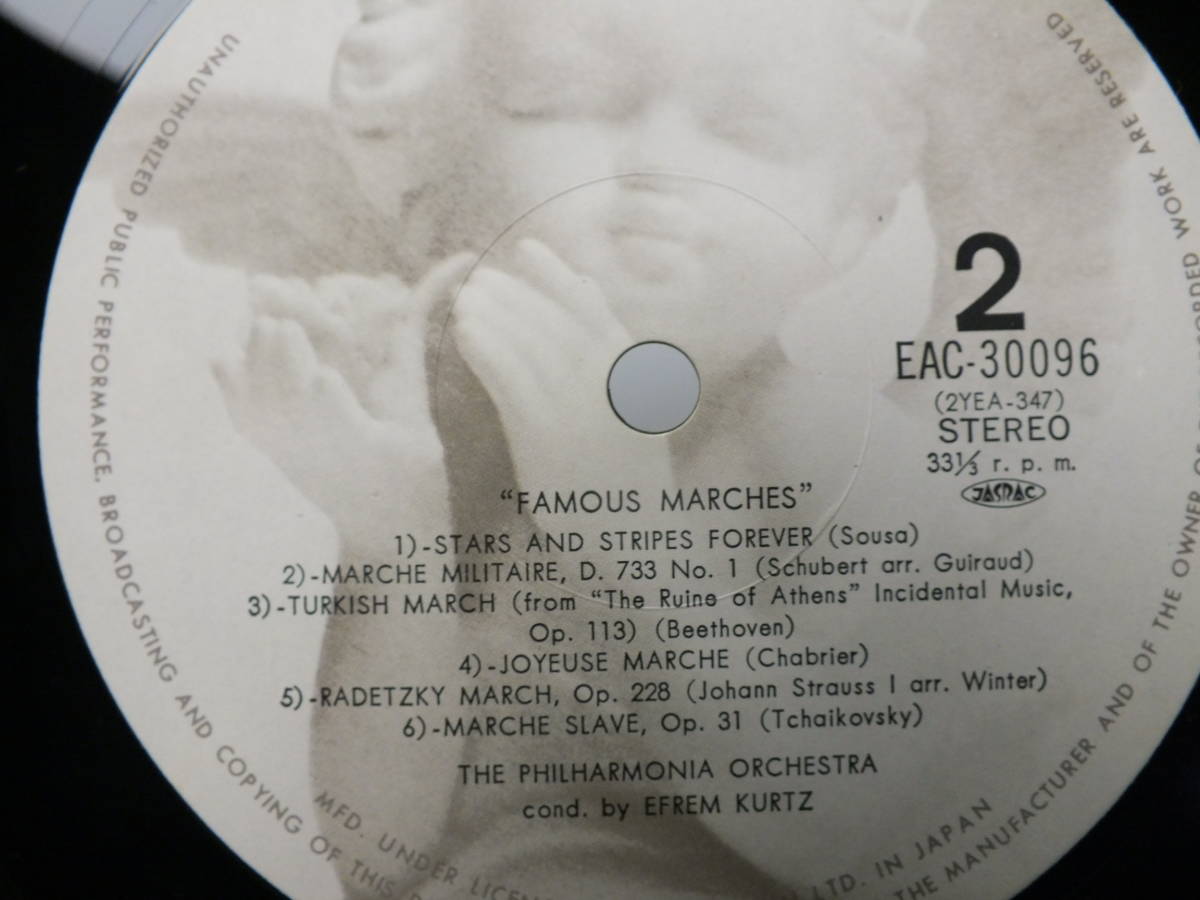 2
EAC-30096
(2YEA-347)
STEREO
33⅓ r. p. m.
JASRAC
“FAMOUS MARCHES”
1)-STARS AND STRIPES FOREVER (Sousa)
2)-MARCHE MILITAIRE, D. 733 No. 1 (Schubert arr. Guiraud)
3)-TURKISH MARCH (from “The Ruine of Athens” Incidental Music,
Op. 113) (Beethoven)
4)-JOYEUSE MARCHE (Chabrier)
5)-RADETZKY MARCH, Op. 228 (Johann Strauss I arr. Winter)
6)-MARCHE SLAVE, Op. 31 (Tchaikovsky)
THE PHILHARMONIA ORCHESTRA
cond. by EFREM KURTZ
MFD. UNDER LTD. IN JAPAN
UNAUTHORIZED PUBLIC PERFORMANCE. BROADCASTING AND COPYING OF THIS
THE MANUFACTURER AND OF THE OWNER OF WORK ARE RESERVED